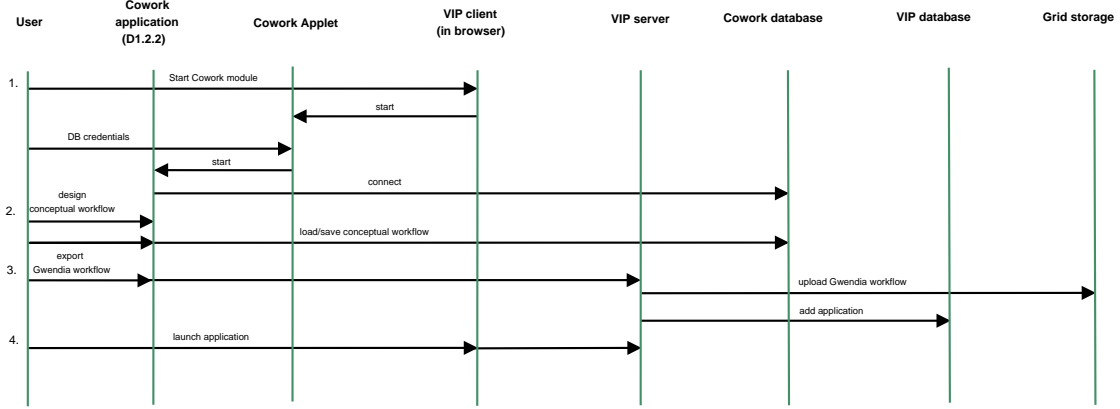 User
Cowork
application
(D1.2.2)
Cowork Applet
VIP client
(in browser)
VIP server
Cowork database
VIP database
Grid storage
1.
Start Cowork module
start
DB credentials
start
connect
design
2.
conceptual workflow
load/save conceptual workflow
export
3.
Gwendia workflow
upload Gwendia workflow
add application
4.
launch application